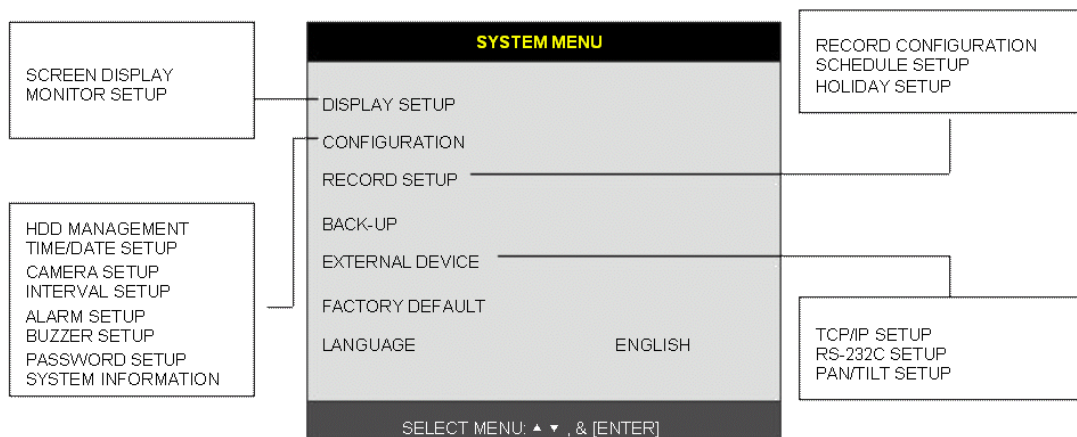 SCREEN DISPLAY
MONITOR SETUP
HDD MANAGEMENT
TIME/DATE SETUP
CAMERA SETUP
INTERVAL SETUP
ALARM SETUP
BUZZER SETUP
PASSWORD SETUP
SYSTEM INFORMATION
SYSTEM MENU
DISPLAY SETUP
CONFIGURATION
RECORD SETUP
BACK-UP
EXTERNAL DEVICE
FACTORY DEFAULT
LANGUAGE ENGLISH
SELECT MENU: ▲ ▼ , & [ENTER]
RECORD CONFIGURATION
SCHEDULE SETUP
HOLIDAY SETUP
TCP/IP SETUP
RS-232C SETUP
PAN/TILT SETUP